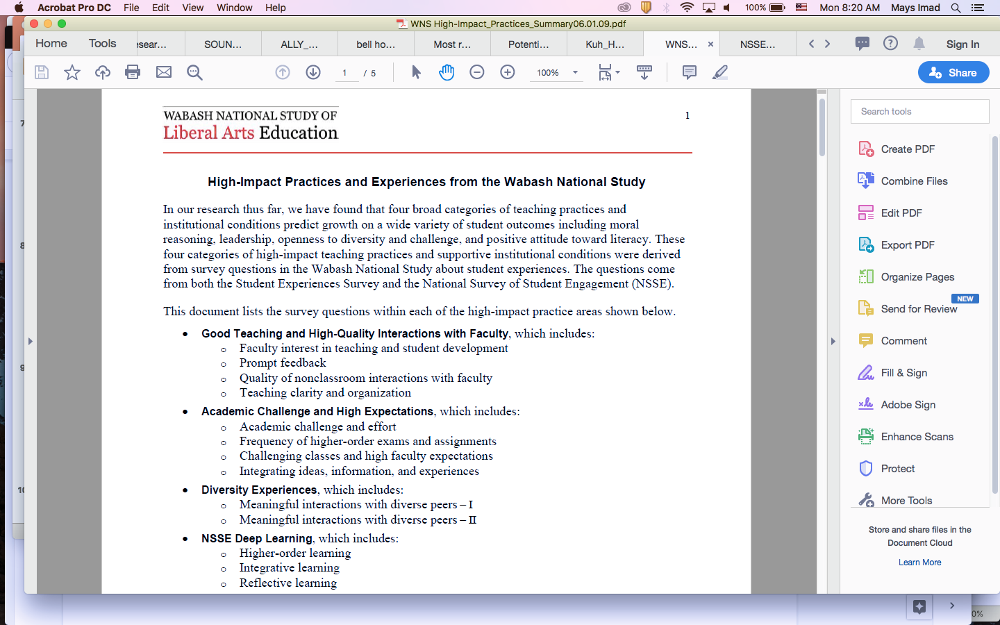 Acrobat Pro DC File Edit View Window Help 100% Mon 8:20 AM Mays Imad
WNS High-Impact_Practices_Summary06.01.09.pdf
Home Tools esear... SOUN... ALLY_... bell ho... Most r... Potenti... Kuh_H... WNS... × NSSE... Sign In
1 / 5 100% Share
WABASH NATIONAL STUDY OF
Liberal Arts Education
1
High-Impact Practices and Experiences from the Wabash National Study
In our research thus far, we have found that four broad categories of teaching practices and
institutional conditions predict growth on a wide variety of student outcomes including moral
reasoning, leadership, openness to diversity and challenge, and positive attitude toward literacy. These
four categories of high-impact teaching practices and supportive institutional conditions were derived
from survey questions in the Wabash National Study about student experiences. The questions come
from both the Student Experiences Survey and the National Survey of Student Engagement (NSSE).
This document lists the survey questions within each of the high-impact practice areas shown below.
• Good Teaching and High-Quality Interactions with Faculty, which includes:
o Faculty interest in teaching and student development
o Prompt feedback
o Quality of nonclassroom interactions with faculty
o Teaching clarity and organization
• Academic Challenge and High Expectations, which includes:
o Academic challenge and effort
o Frequency of higher-order exams and assignments
o Challenging classes and high faculty expectations
o Integrating ideas, information, and experiences
• Diversity Experiences, which includes:
o Meaningful interactions with diverse peers – I
o Meaningful interactions with diverse peers – II
• NSSE Deep Learning, which includes:
o Higher-order learning
o Integrative learning
o Reflective learning
Search tools
Create PDF
Combine Files
Edit PDF
Export PDF
Organize Pages
NEW
Send for Review
Comment
Fill & Sign
Adobe Sign
Enhance Scans
Protect
More Tools
Store and share files in the
Document Cloud
Learn More
7
8
9
10
0%